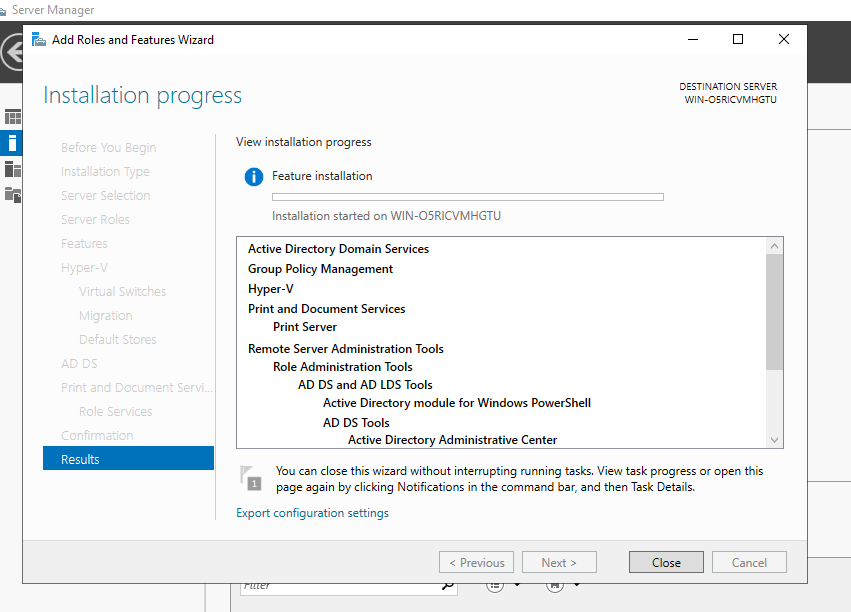 Server Manager
Add Roles and Features Wizard
Installation progress
DESTINATION SERVER
WIN-O5RICVMHGTU
Before You Begin
Installation Type
Server Selection
Server Roles
Features
Hyper-V
Virtual Switches
Migration
Default Stores
AD DS
Print and Document Servi...
Role Services
Confirmation
Results
View installation progress
Feature installation
Installation started on WIN-O5RICVMHGTU
Active Directory Domain Services
Group Policy Management
Hyper-V
Print and Document Services
Print Server
Remote Server Administration Tools
Role Administration Tools
AD DS and AD LDS Tools
Active Directory module for Windows PowerShell
AD DS Tools
Active Directory Administrative Center
1
You can close this wizard without interrupting running tasks. View task progress or open this
page again by clicking Notifications in the command bar, and then Task Details.
Export configuration settings
< Previous
Next >
Close
Cancel
Filter